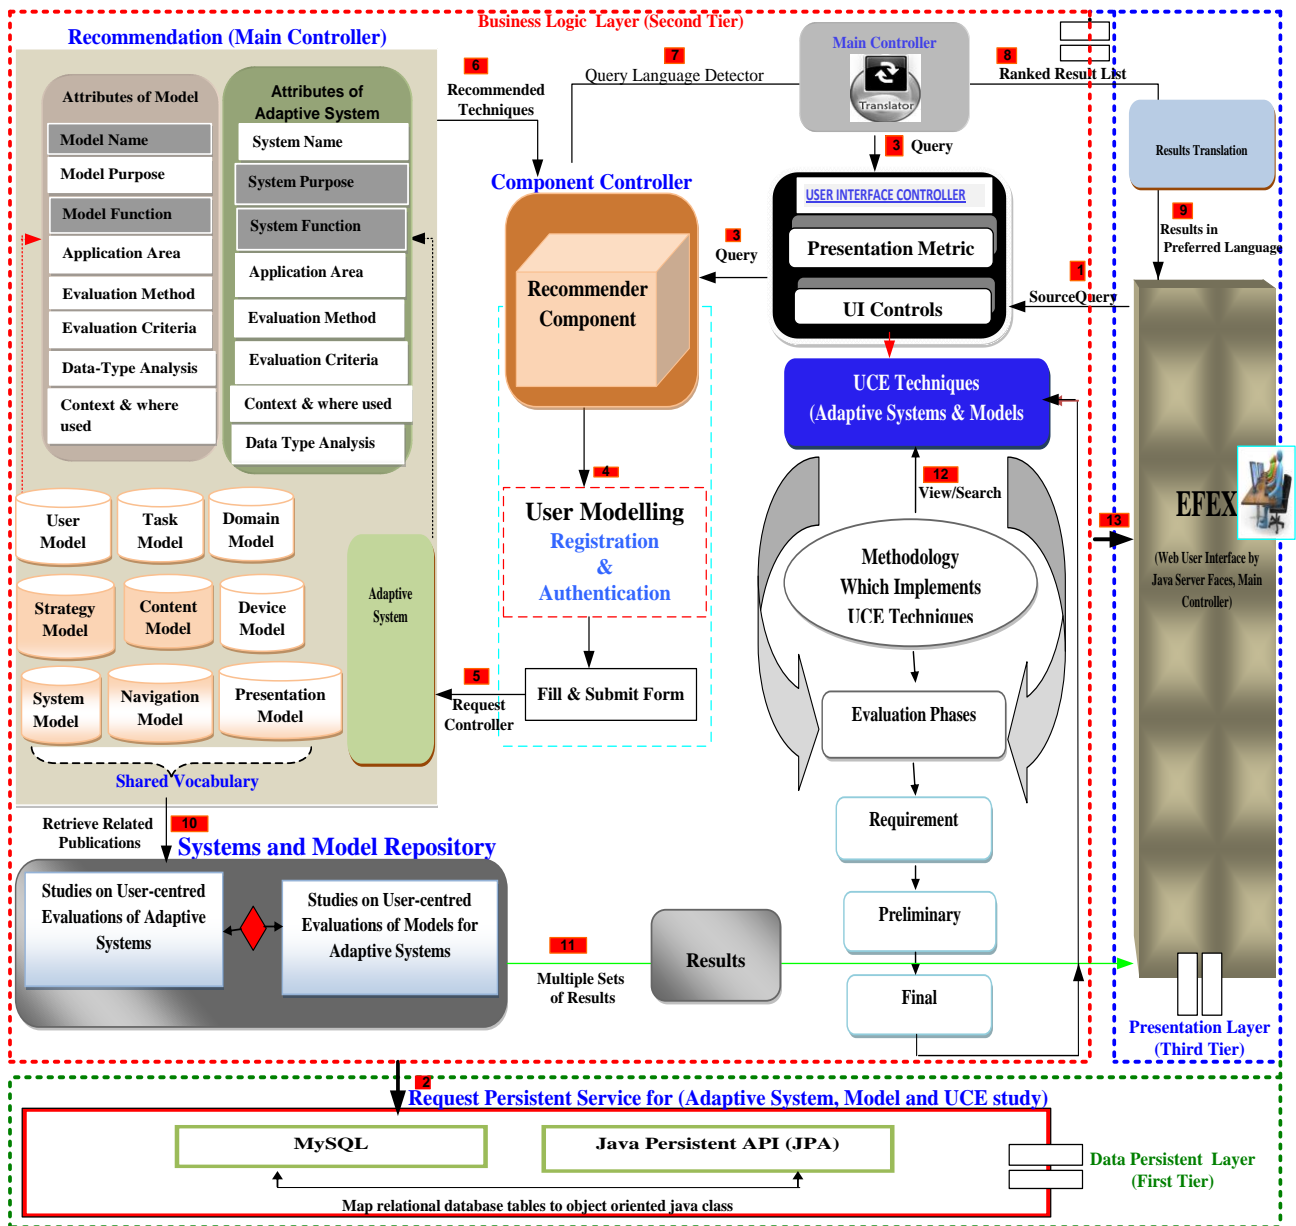 Business Logic Layer (Second Tier)
Recommendation (Main Controller)
Attributes of Model
Model Name
Model Purpose
Model Function
Application Area
Evaluation Method
Evaluation Criteria
Data-Type Analysis
Context & where
used
Attributes of
Adaptive System
System Name
System Purpose
System Function
Application Area
Evaluation Method
Evaluation Criteria
Context & where used
Data Type Analysis
User
Model
Task
Model
Domain
Model
Strategy
Model
Content
Model
Device
Model
System
Model
Navigation
Model
Presentation
Model
Adaptive
System
Shared Vocabulary
6
Recommended
Techniques
7
Query Language Detector
Main Controller
Translator
8
Ranked Result List
Results Translation
9
Results in
Preferred Language
3
Query
USER INTERFACE CONTROLLER
Presentation Metric
UI Controls
3
Query
1
SourceQuery
Component Controller
Recommender
Component
4
User Modelling
Registration
&
Authentication
Fill & Submit Form
5
Request
Controller
UCE Techniques
(Adaptive Systems & Models
12
View/Search
Methodology
Which Implements
UCE Techniques
Evaluation Phases
Requirement
Preliminary
Final
13
EFEX
(Web User Interface by
Java Server Faces, Main
Controller)
Presentation Layer
(Third Tier)
10
Retrieve Related
Publications
Systems and Model Repository
Studies on User-centred
Evaluations of Adaptive
Systems
Studies on User-centred
Evaluations of Models for
Adaptive Systems
11
Multiple Sets
of Results
Results
2
Request Persistent Service for (Adaptive System, Model and UCE study)
MySQL
Java Persistent API (JPA)
Map relational database tables to object oriented java class
Data Persistent Layer
(First Tier)